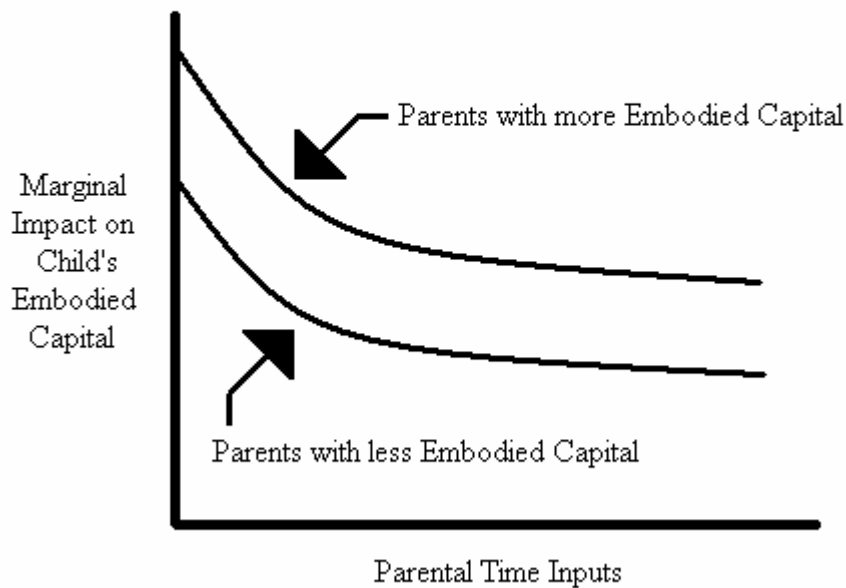 Parents with more Embodied Capital
Marginal
Impact on
Child's
Embodied
Capital
Parents with less Embodied Capital
Parental Time Inputs